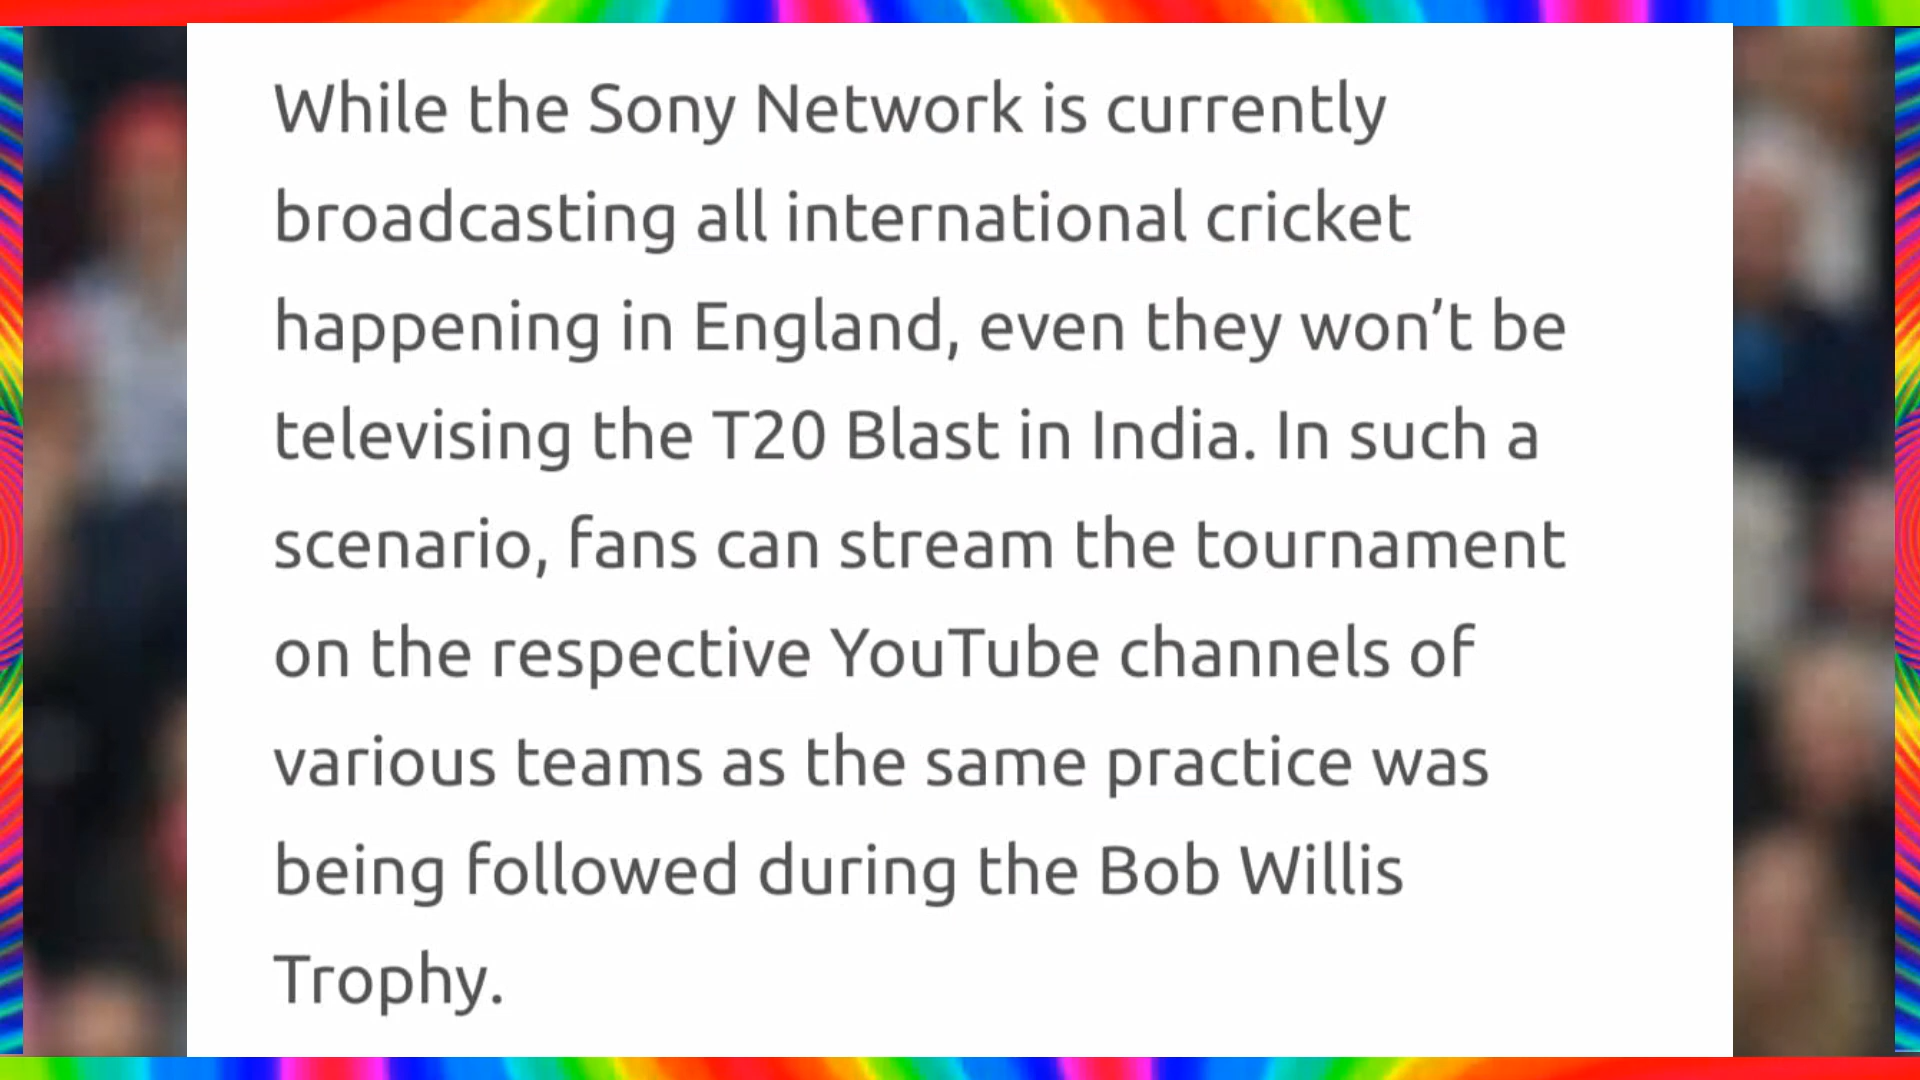 While the Sony Network is currently
broadcasting all international cricket
happening in England, even they won’t be
televising the T20 Blast in India. In such a
scenario, fans can stream the tournament
on the respective YouTube channels of
various teams as the same practice was
being followed during the Bob Willis
Trophy.